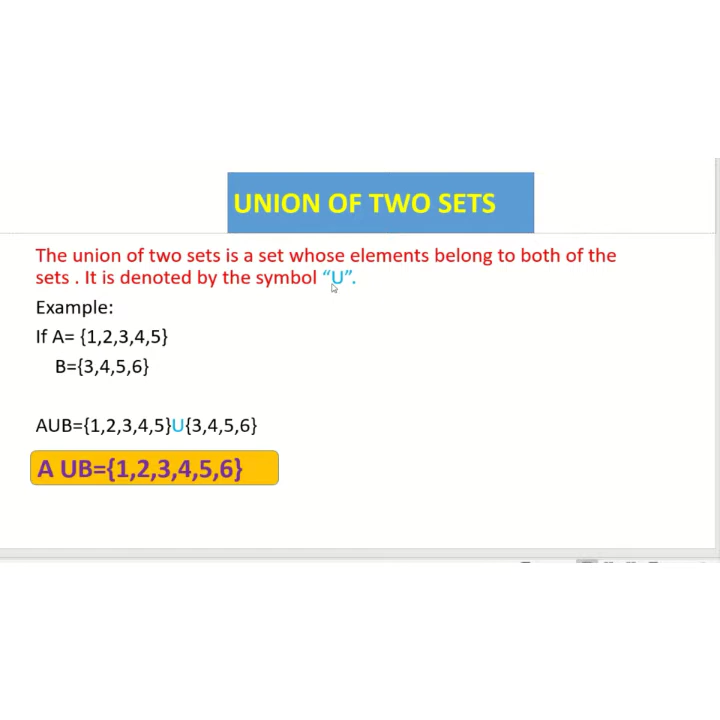 UNION OF TWO SETS
The union of two sets is a set whose elements belong to both of the
sets . It is denoted by the symbol “U”.
Example:
If A= {1,2,3,4,5}
B={3,4,5,6}
AUB={1,2,3,4,5}U{3,4,5,6}
A UB={1,2,3,4,5,6}